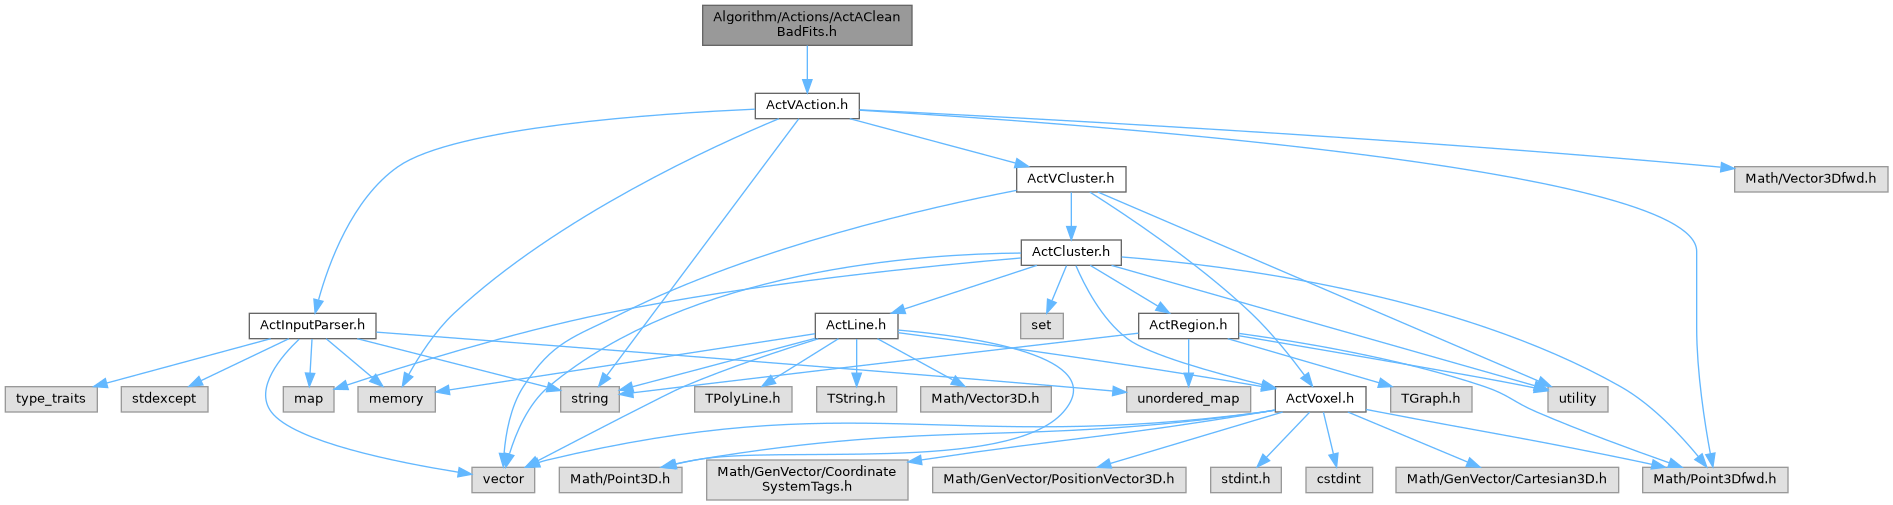 Algorithm/Actions/ActAClean
BadFits.h
ActVAction.h
ActVCluster.h
Math/Vector3Dfwd.h
ActCluster.h
ActInputParser.h
ActLine.h
set
ActRegion.h
type_traits
stdexcept
map
memory
string
TPolyLine.h
TString.h
Math/Vector3D.h
unordered_map
ActVoxel.h
TGraph.h
utility
vector
Math/Point3D.h
Math/GenVector/Coordinate
SystemTags.h
Math/GenVector/PositionVector3D.h
stdint.h
cstdint
Math/GenVector/Cartesian3D.h
Math/Point3Dfwd.h